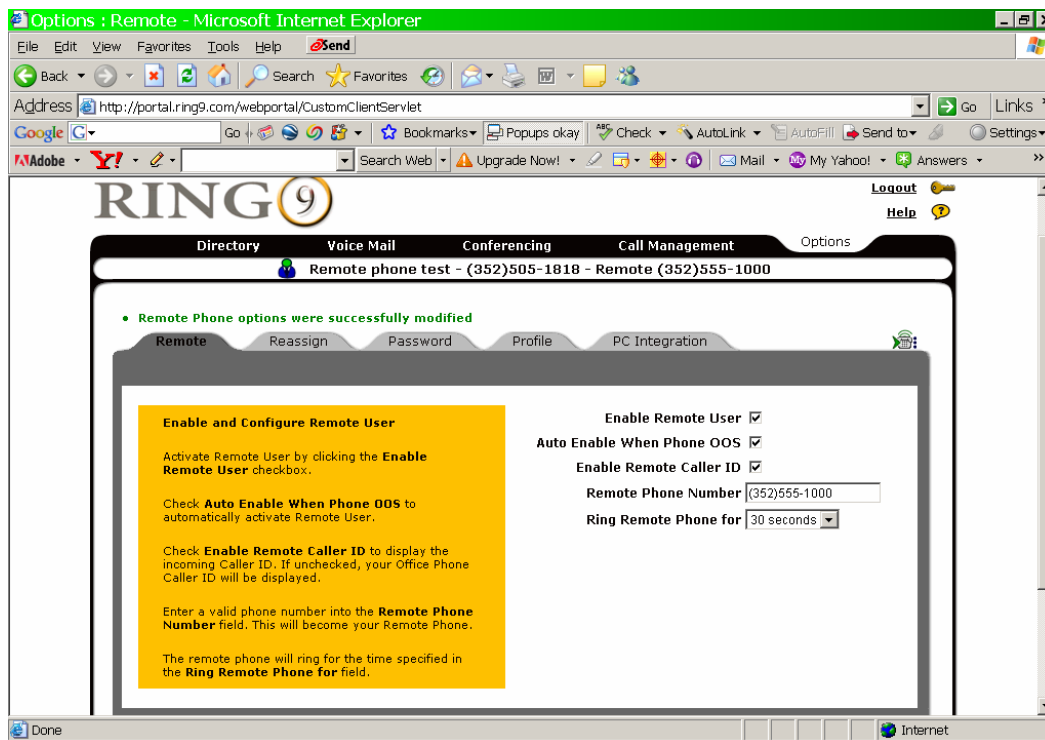 Options : Remote - Microsoft Internet Explorer
File Edit View Favorites Tools Help Send
Back Search Favorites
Address http://portal.ring9.com/webportal/CustomClientServlet Go Links
Google G Go Bookmarks Popups okay ABC Check AutoLink AutoFill Send to Settings
Adobe Y! Search Web Upgrade Now! Mail My Yahoo! Answers »
RING 9
Logout
Help ?
Directory Voice Mail Conferencing Call Management Options
Remote phone test - (352)505-1818 - Remote (352)555-1000
• Remote Phone options were successfully modified
Remote Reassign Password Profile PC Integration
Enable and Configure Remote User
Activate Remote User by clicking the Enable
Remote User checkbox.
Check Auto Enable When Phone OOS to
automatically activate Remote User.
Check Enable Remote Caller ID to display the
incoming Caller ID. If unchecked, your Office Phone
Caller ID will be displayed.
Enter a valid phone number into the Remote Phone
Number field. This will become your Remote Phone.
The remote phone will ring for the time specified in
the Ring Remote Phone for field.
Enable Remote User
Auto Enable When Phone OOS
Enable Remote Caller ID
Remote Phone Number (352)555-1000
Ring Remote Phone for 30 seconds
Done Internet